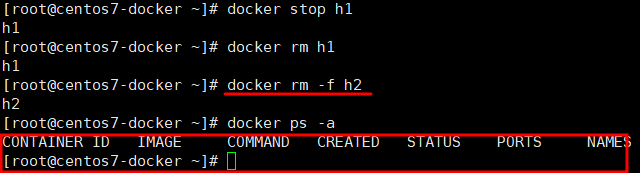 [root@centos7-docker ~]# docker stop h1
h1
[root@centos7-docker ~]# docker rm h1
h1
[root@centos7-docker ~]# docker rm -f h2
h2
[root@centos7-docker ~]# docker ps -a
CONTAINER ID   IMAGE     COMMAND   CREATED   STATUS    PORTS     NAMES
[root@centos7-docker ~]#